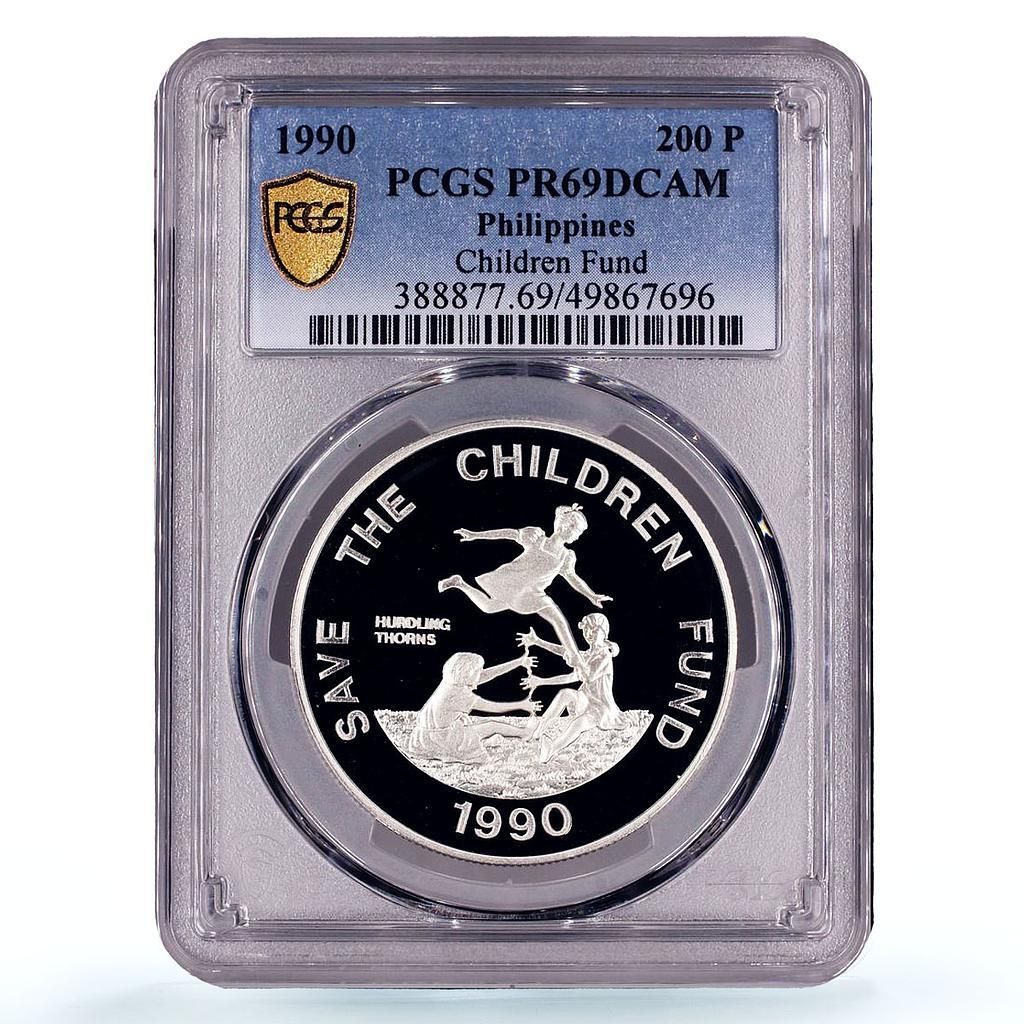 1990 200 P
PCGS PR69DCAM
PCGS
Philippines
Children Fund
388877.69/49867696
SAVE THE CHILDREN FUND
HURDLING
THORNS
1990